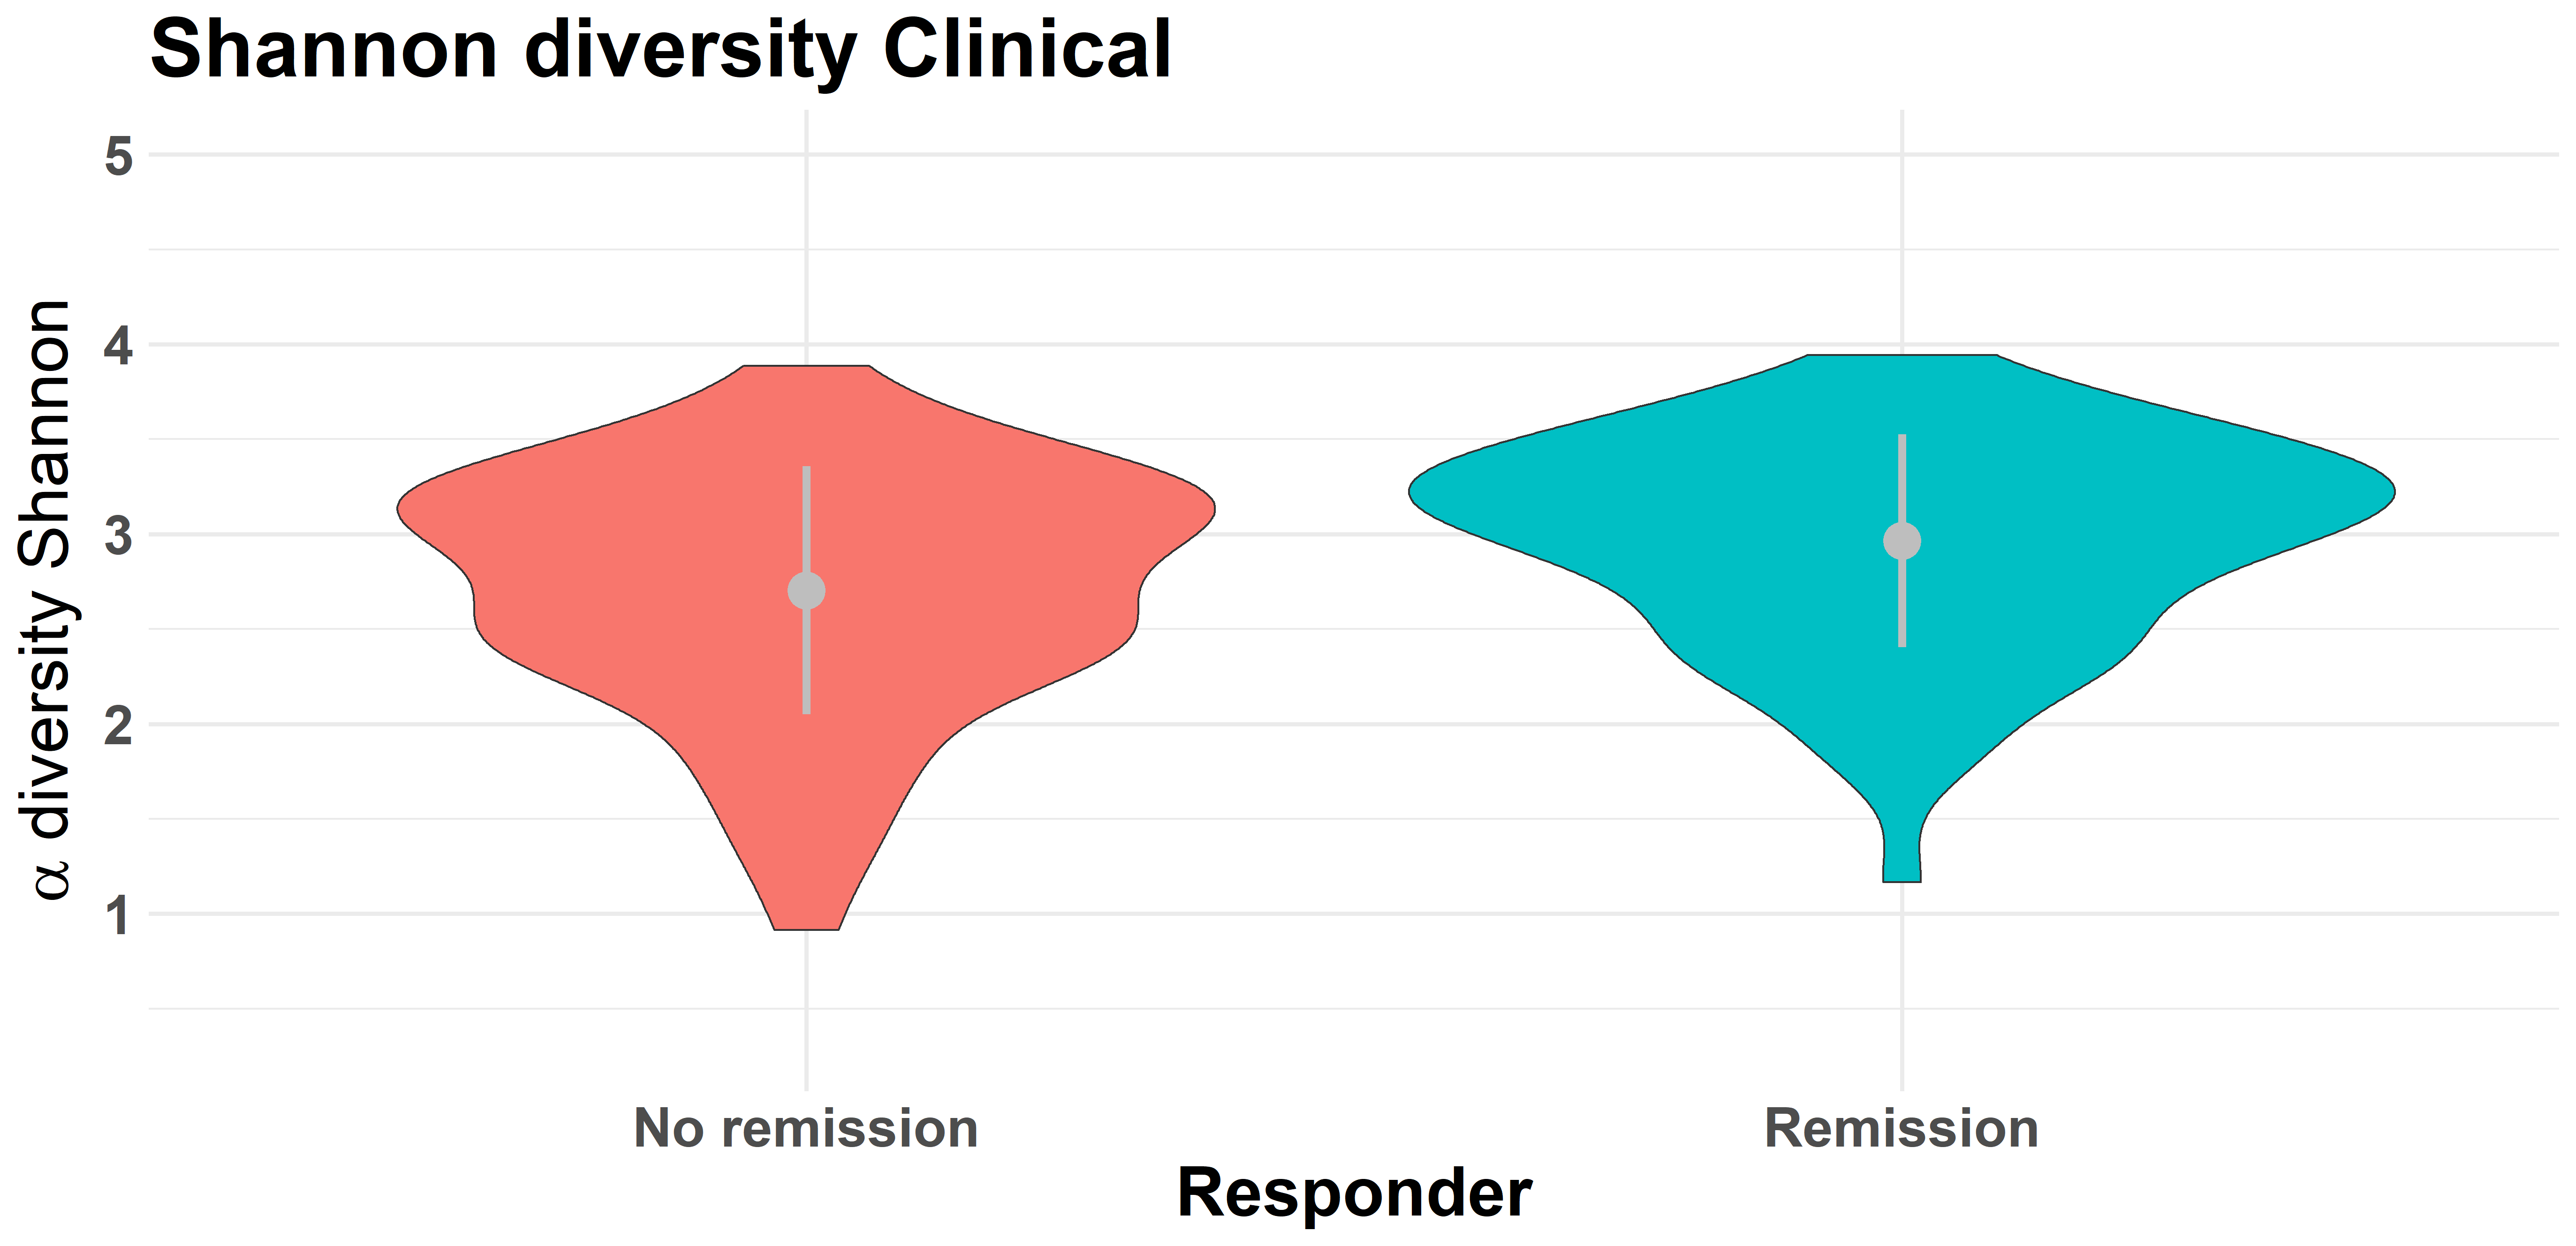 Shannon diversity Clinical
α diversity Shannon
5
4
3
2
1
No remission
Remission
Responder